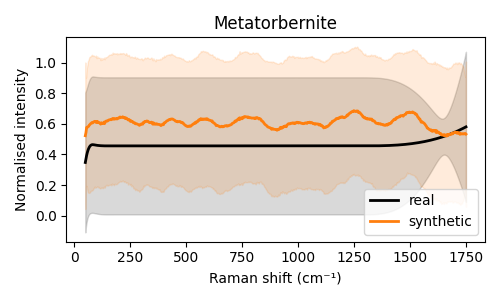 Metatorbernite
Normalised intensity
1.0
0.8
0.6
0.4
0.2
0.0
real
synthetic
0 250 500 750 1000 1250 1500 1750
Raman shift (cm⁻¹)